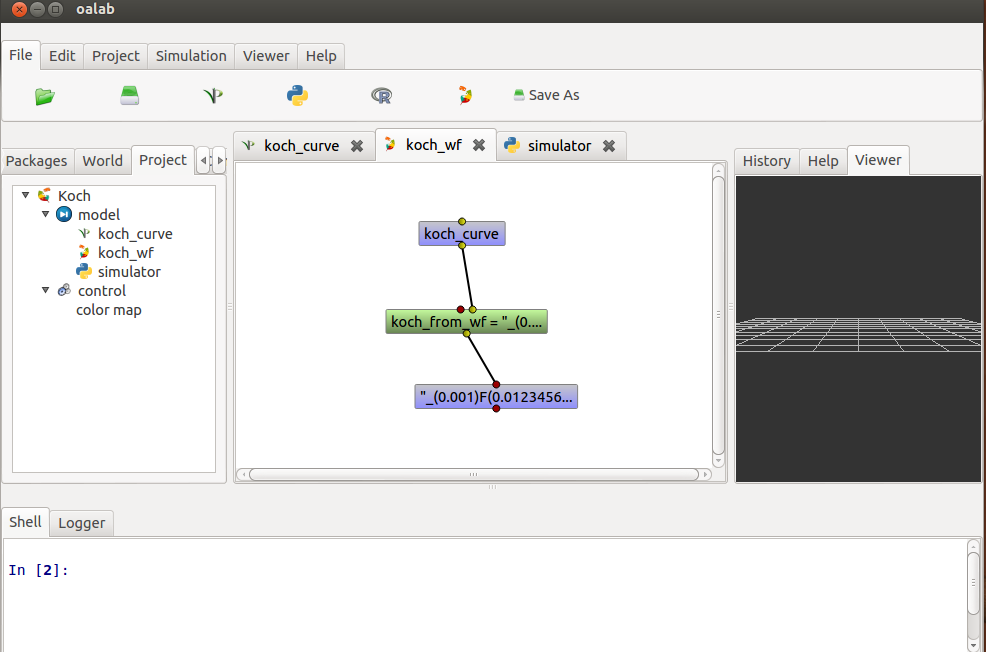 oalab
File Edit Project Simulation Viewer Help
Save As
Packages World Project
koch_curve koch_wf simulator
History Help Viewer
Koch
model
koch_curve
koch_wf
simulator
control
color map
koch_curve
koch_from_wf = "_(0....
"_(0.001)F(0.0123456...
Shell Logger
In [2]: